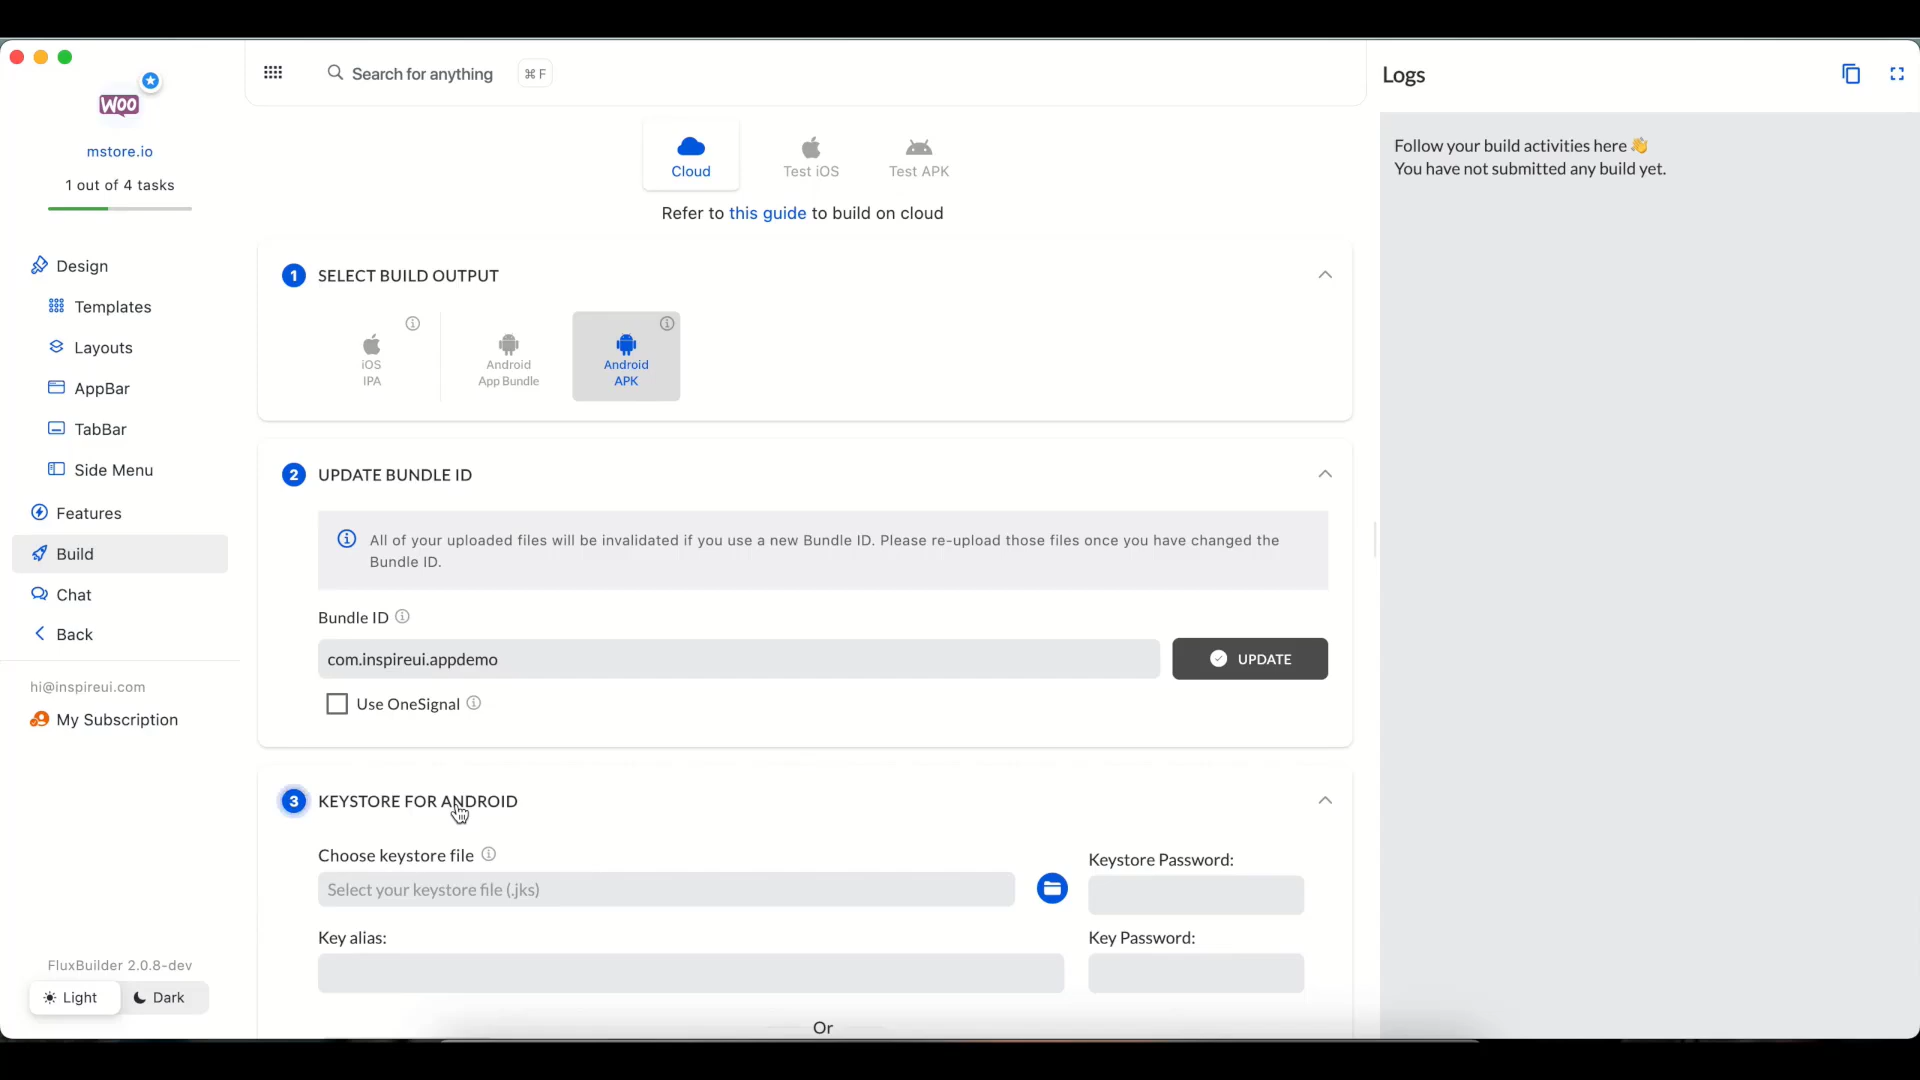 WOO
mstore.io
1 out of 4 tasks
Design
Templates
Layouts
AppBar
TabBar
Side Menu
Features
Build
Chat
Back
hi@inspireui.com
My Subscription
FluxBuilder 2.0.8-dev
Light
Dark
Search for anything
⌘ F
Cloud
Test iOS
Test APK
Refer to this guide to build on cloud
1 SELECT BUILD OUTPUT
iOS
IPA
Android
App Bundle
Android
APK
2 UPDATE BUNDLE ID
All of your uploaded files will be invalidated if you use a new Bundle ID. Please re-upload those files once you have changed the
Bundle ID.
Bundle ID
com.inspireui.appdemo
UPDATE
Use OneSignal
3 KEYSTORE FOR ANDROID
Choose keystore file
Select your keystore file (.jks)
Keystore Password:
Key alias:
Key Password:
Or
Logs
Follow your build activities here 👋
You have not submitted any build yet.